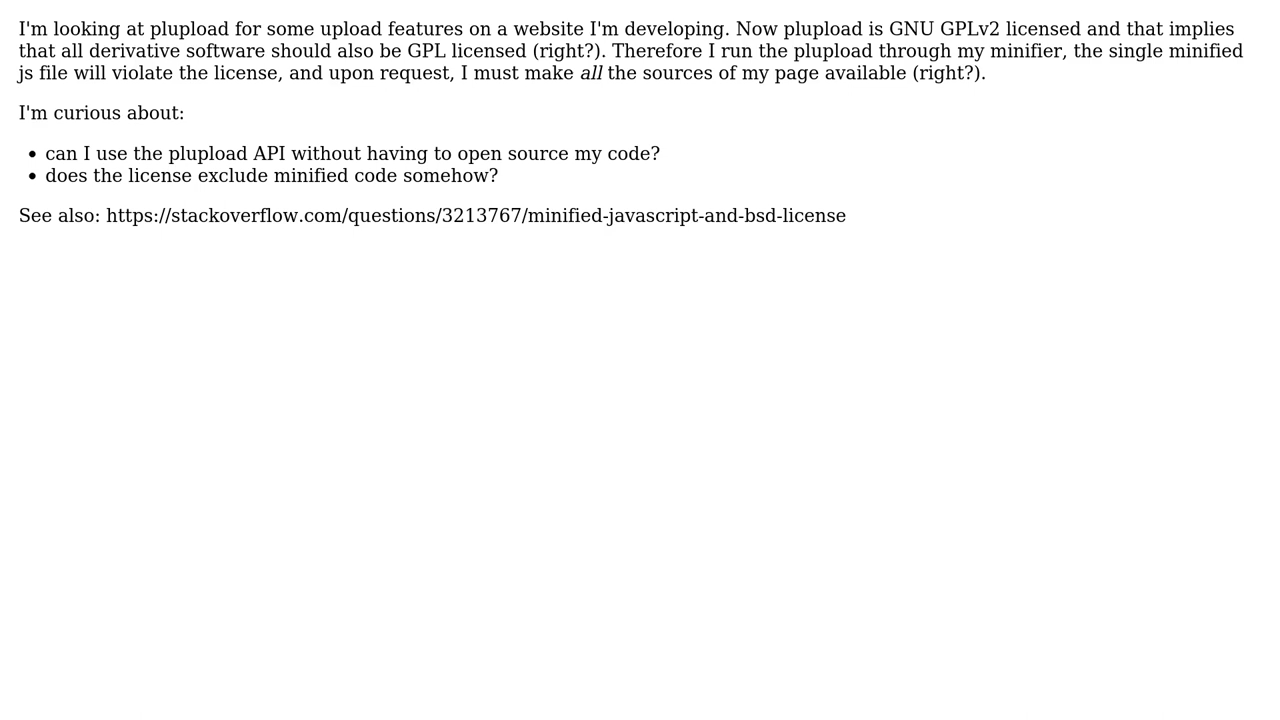 I'm looking at plupload for some upload features on a website I'm developing. Now plupload is GNU GPLv2 licensed and that implies
that all derivative software should also be GPL licensed (right?). Therefore I run the plupload through my minifier, the single minified
js file will violate the license, and upon request, I must make all the sources of my page available (right?).
I'm curious about:
• can I use the plupload API without having to open source my code?
• does the license exclude minified code somehow?
See also: https://stackoverflow.com/questions/3213767/minified-javascript-and-bsd-license